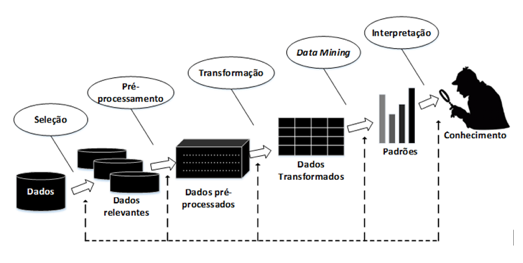 Seleção
Pré-
processamento
Transformação
Data Mining
Interpretação
Dados
Dados
relevantes
Dados pré-
processados
Dados
Transformados
Padrões
Conhecimento